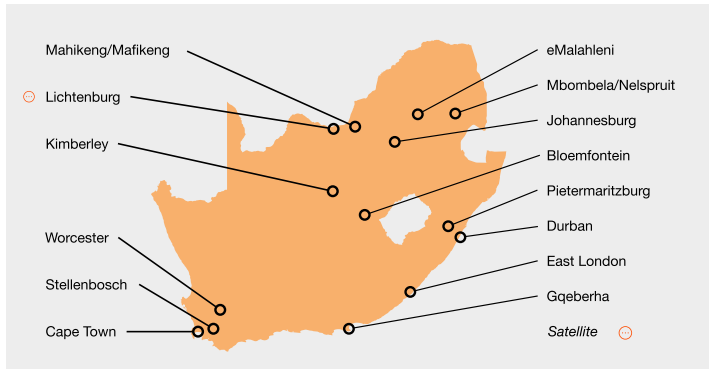 Mahikeng/Mafikeng
Lichtenburg
Kimberley
Worcester
Stellenbosch
Cape Town
eMalahleni
Mbombela/Nelspruit
Johannesburg
Bloemfontein
Pietermaritzburg
Durban
East London
Gqeberha
Satellite